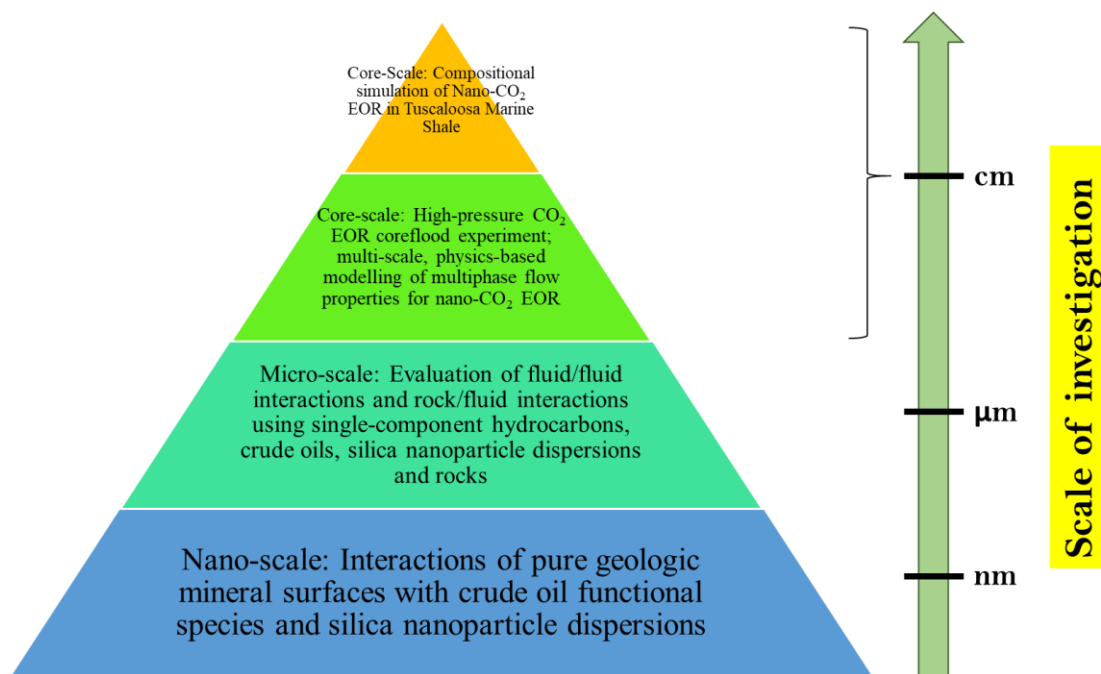 Core-Scale: Compositional
simulation of Nano-CO₂
EOR in Tuscaloosa Marine
Shale
Core-scale: High-pressure CO₂
EOR coreflood experiment;
multi-scale, physics-based
modelling of multiphase flow
properties for nano-CO₂ EOR
Micro-scale: Evaluation of fluid/fluid
interactions and rock/fluid interactions
using single-component hydrocarbons,
crude oils, silica nanoparticle dispersions
and rocks
Nano-scale: Interactions of pure geologic
mineral surfaces with crude oil functional
species and silica nanoparticle dispersions
cm
μm
nm
Scale of investigation